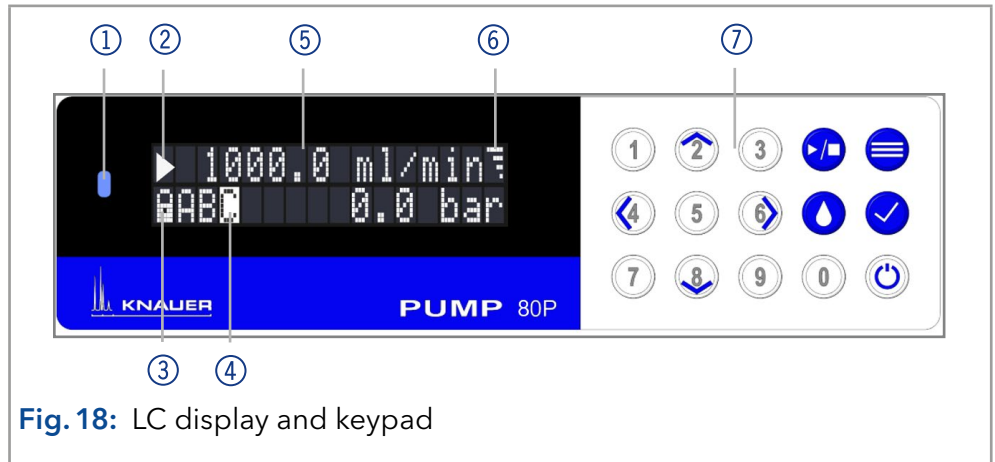 ① ② ⑤ ⑥ ⑦
▶ 1000.0 ml/min
AABC 0.0 bar
KNAUER PUMP 80P
1 2 3
4 5 6
7 8 9 0
③ ④
Fig. 18: LC display and keypad